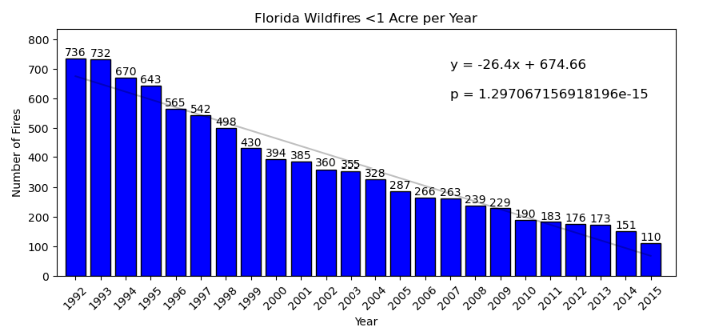 Florida Wildfires <1 Acre per Year
800
700
600
500
400
300
200
100
0
Number of Fires
736 732 670 643 565 542 498 430 394 385 360 355 328 287 266 263 239 229 190 183 176 173 151 110
y = -26.4x + 674.66
p = 1.297067156918196e-15
1992 1993 1994 1995 1996 1997 1998 1999 2000 2001 2002 2003 2004 2005 2006 2007 2008 2009 2010 2011 2012 2013 2014 2015
Year